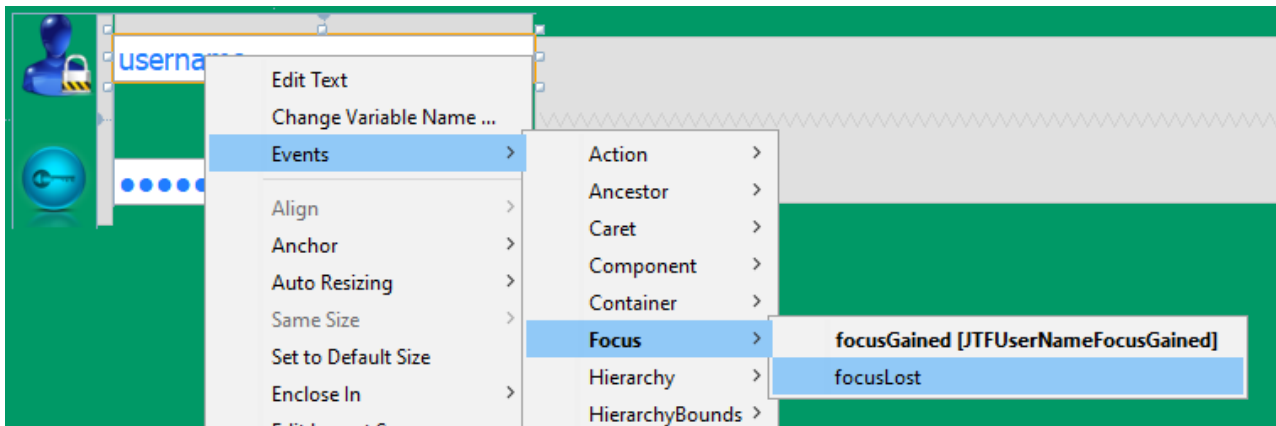 username
Edit Text
Change Variable Name ...
Events
Align
Anchor
Auto Resizing
Same Size
Set to Default Size
Enclose In
Action
Ancestor
Caret
Component
Container
Focus
Hierarchy
HierarchyBounds
focusGained [JTFUserNameFocusGained]
focusLost